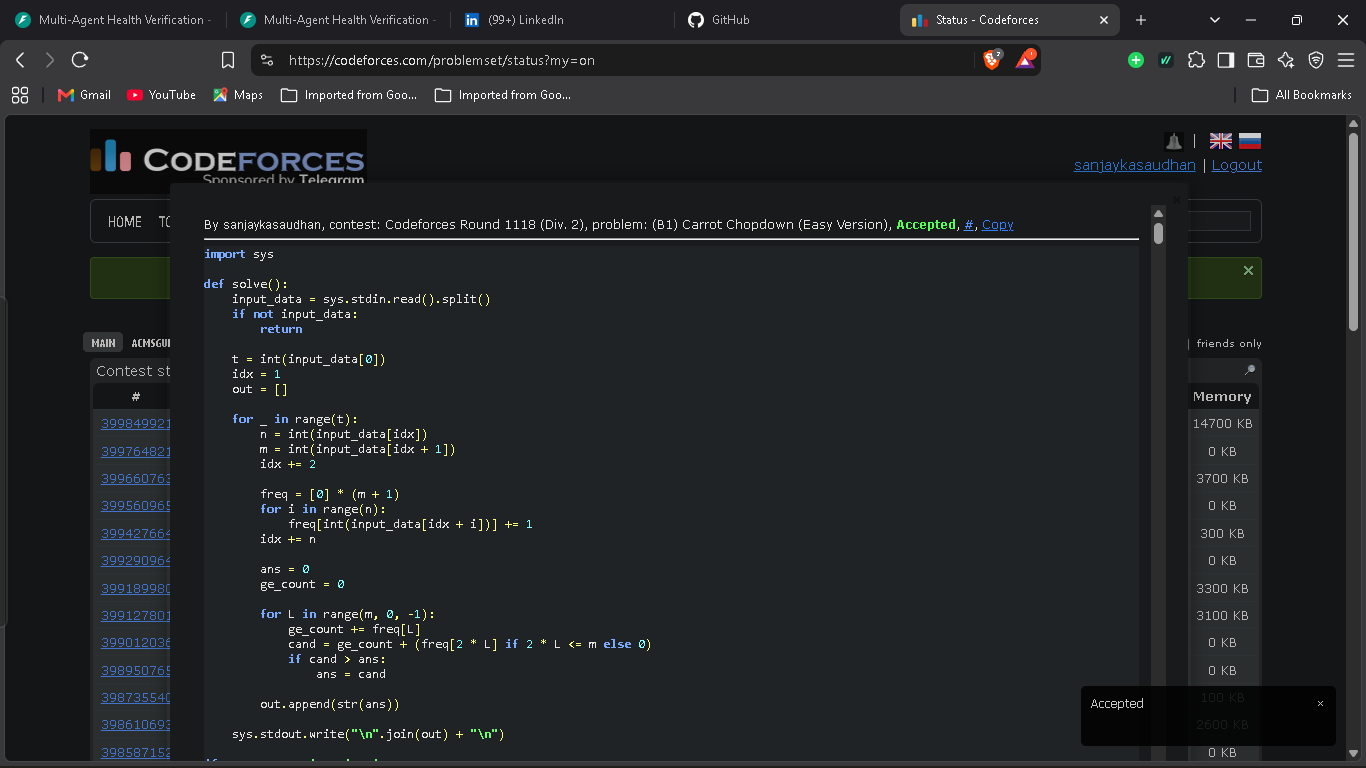 Multi-Agent Health Verification -
Multi-Agent Health Verification -
(99+) LinkedIn
GitHub
Status - Codeforces
https://codeforces.com/problemset/status?my=on
2
1
Gmail
YouTube
Maps
Imported from Goo...
Imported from Goo...
All Bookmarks
CODEFORCES
Sponsored by Telegram
sanjaykasaudhan | Logout
HOME TO
By sanjaykasaudhan, contest: Codeforces Round 1118 (Div. 2), problem: (B1) Carrot Chopdown (Easy Version), Accepted, #, Copy
import sys
def solve():
    input_data = sys.stdin.read().split()
    if not input_data:
        return
    t = int(input_data[0])
    idx = 1
    out = []
    for _ in range(t):
        n = int(input_data[idx])
        m = int(input_data[idx + 1])
        idx += 2
        freq = [0] * (m + 1)
        for i in range(n):
            freq[int(input_data[idx + i])] += 1
        idx += n
        ans = 0
        ge_count = 0
        for L in range(m, 0, -1):
            ge_count += freq[L]
            cand = ge_count + (freq[2 * L] if 2 * L <= m else 0)
            if cand > ans:
                ans = cand
        out.append(str(ans))
    sys.stdout.write("\n".join(out) + "\n")
MAIN ACMSGU
| friends only
Contest st
#
Memory
399849921
14700 KB
399764821
0 KB
399660763
3700 KB
399560965
0 KB
399427664
300 KB
399290964
0 KB
399189980
3300 KB
399127801
3100 KB
399012036
0 KB
398950765
0 KB
398735540
100 KB
398610693
2600 KB
398587152
0 KB
Accepted ×